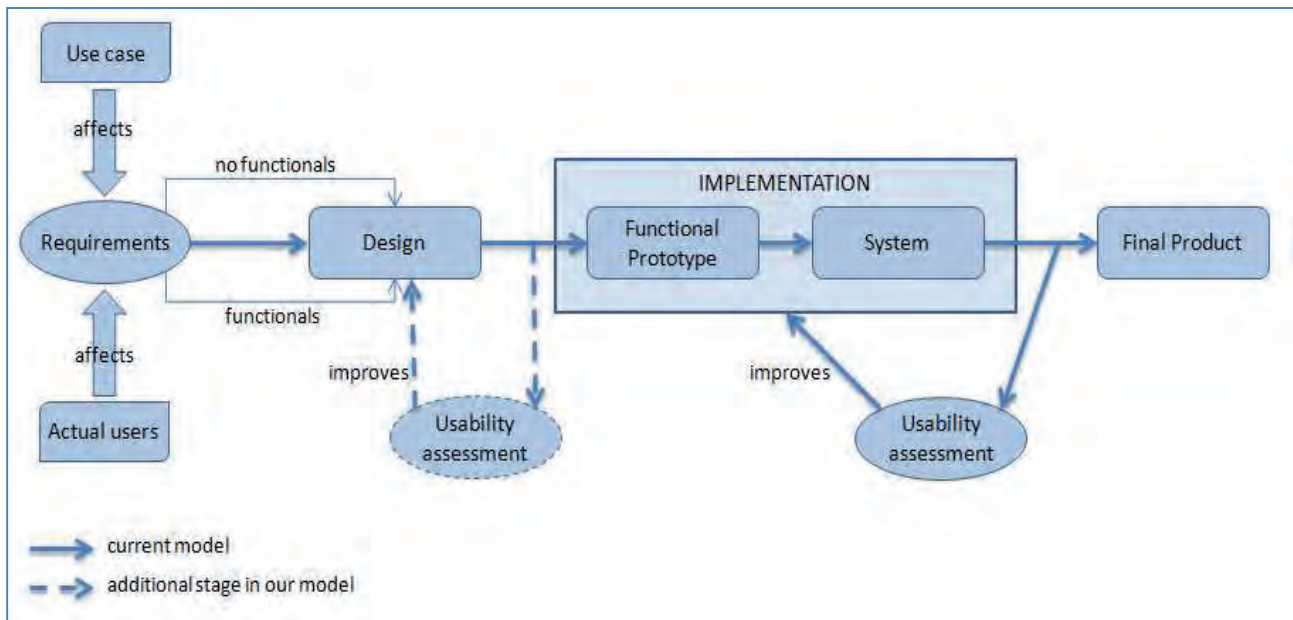 Use case
affects
no functionals
IMPLEMENTATION
Requirements
Design
Functional
Prototype
System
Final Product
functionals
affects
improves
improves
Actual users
Usability
assessment
Usability
assessment
current model
additional stage in our model